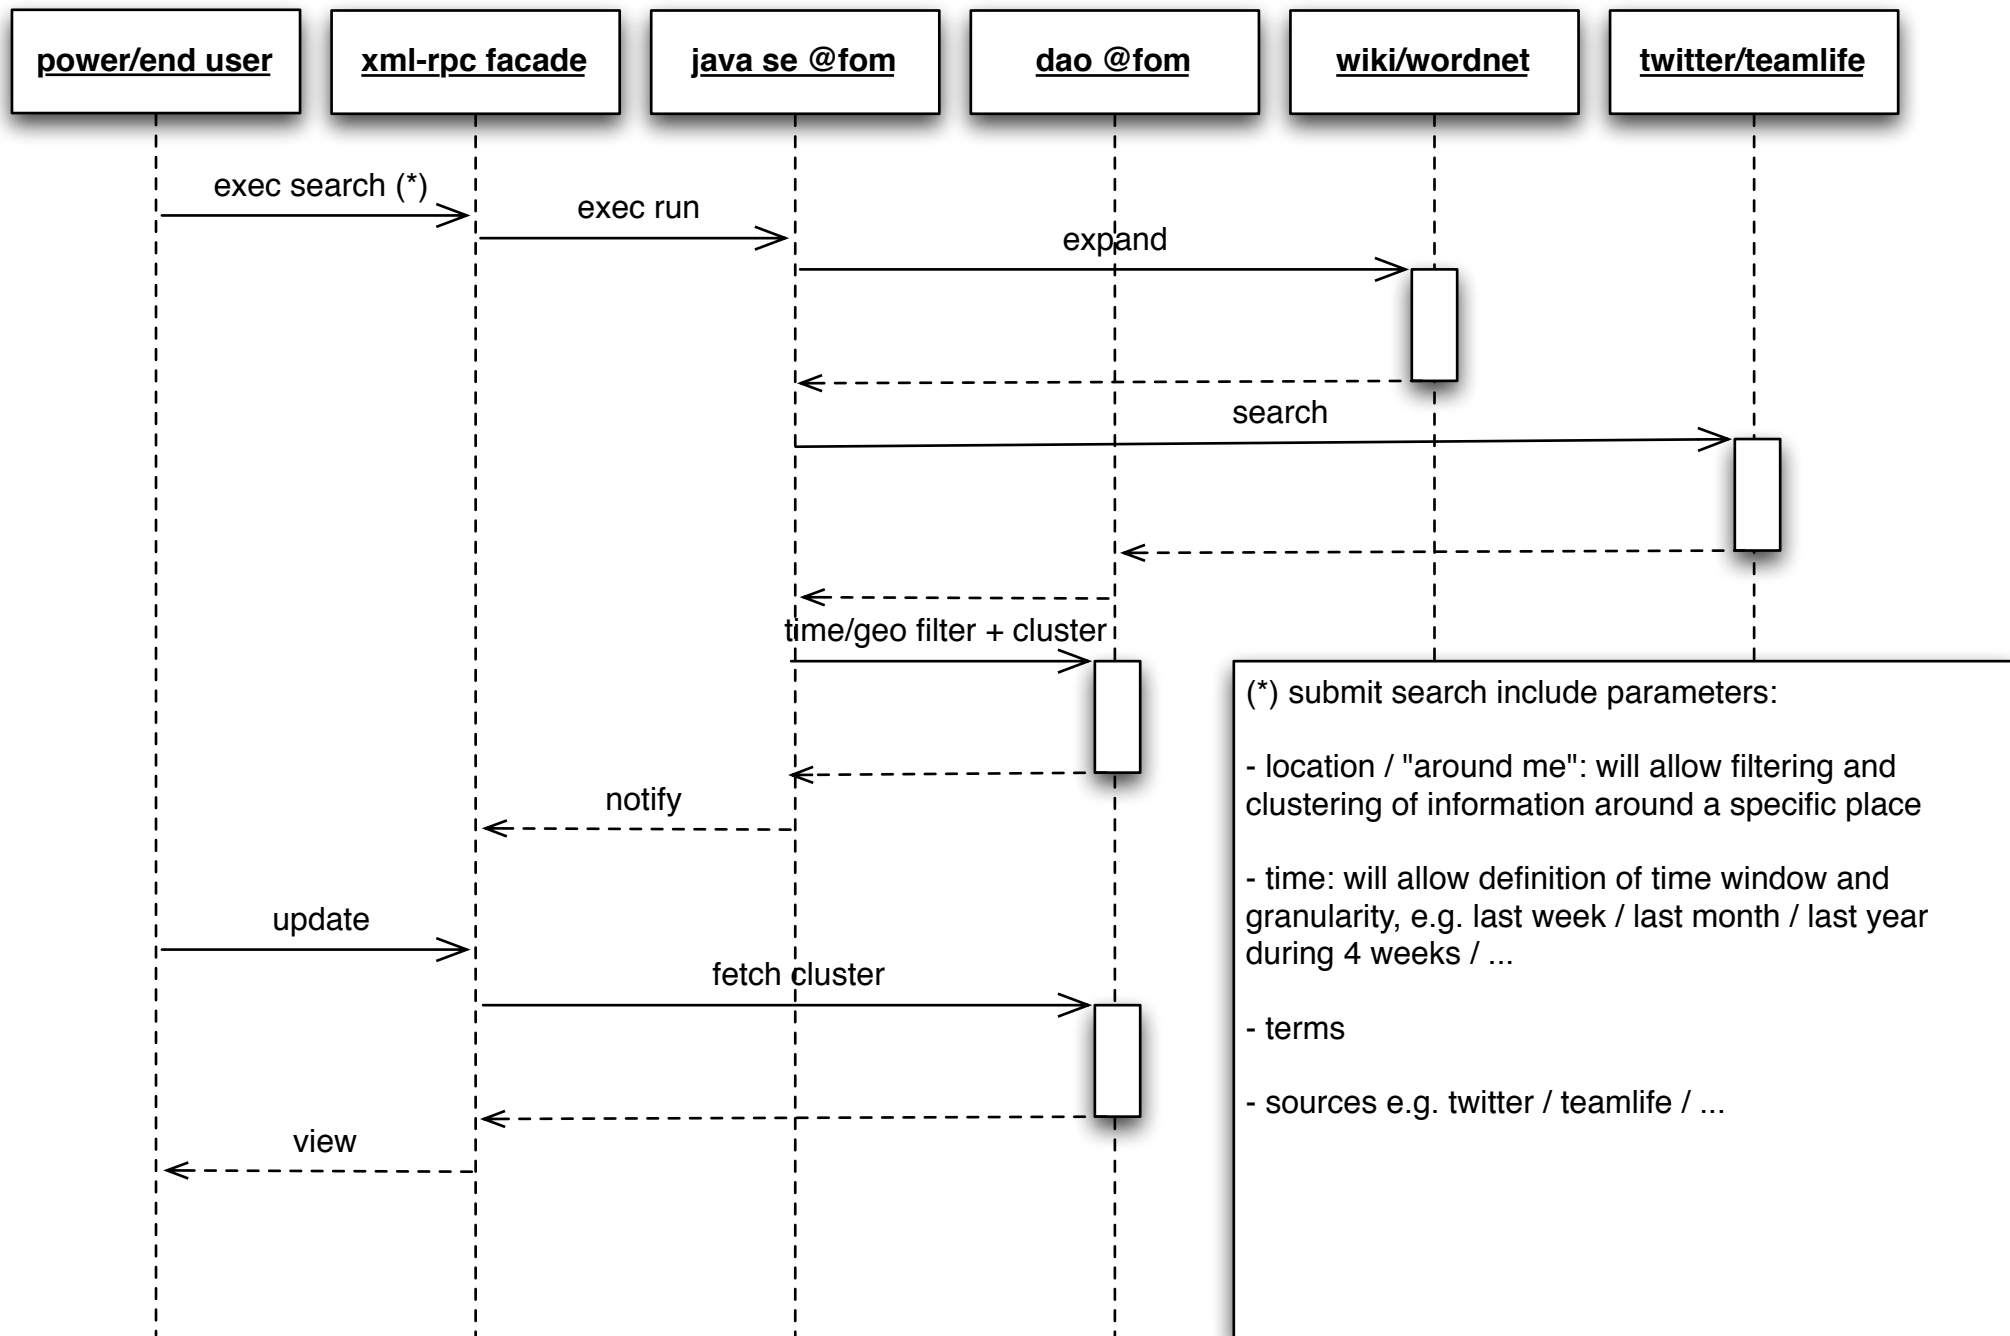 power/end user
xml-rpc facade
java se @fom
dao @fom
wiki/wordnet
twitter/teamlife
exec search (*)
exec run
expand
search
time/geo filter + cluster
notify
update
fetch cluster
view
(*) submit search include parameters:
- location / "around me": will allow filtering and
clustering of information around a specific place
- time: will allow definition of time window and
granularity, e.g. last week / last month / last year
during 4 weeks / ...
- terms
- sources e.g. twitter / teamlife / ...